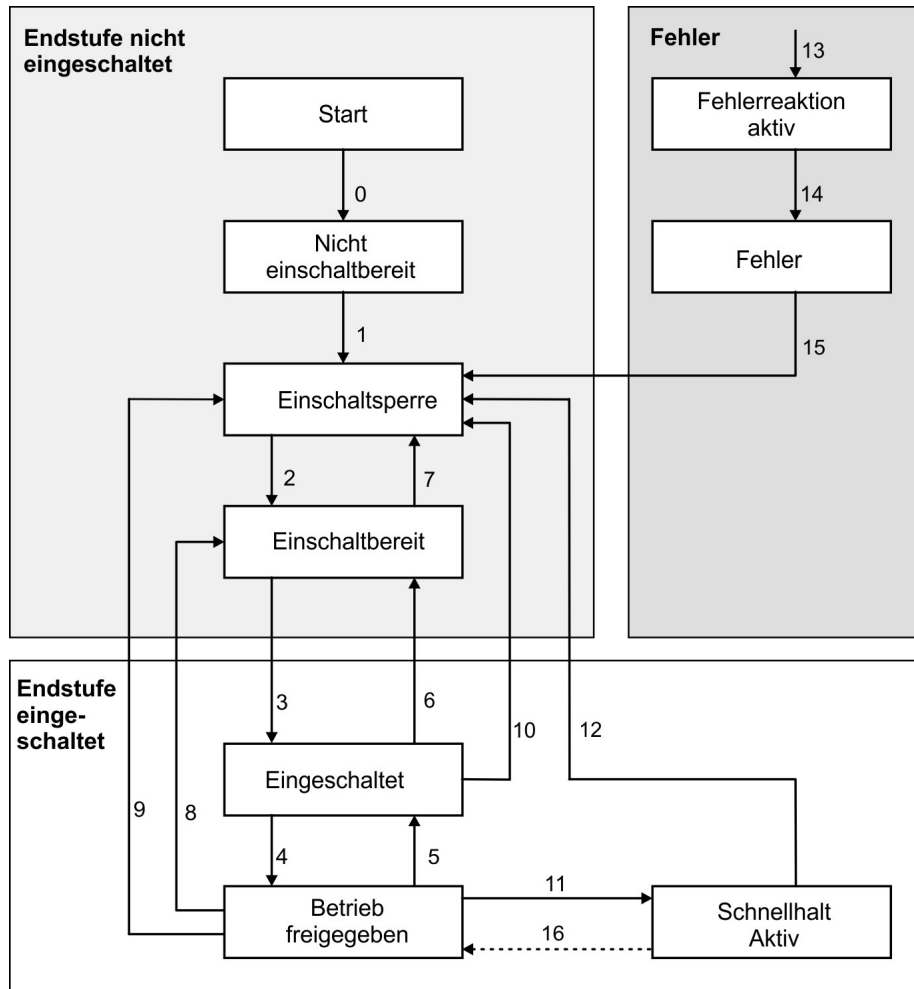 Endstufe nicht
eingeschaltet
Start
0
Nicht
einschaltbereit
1
Einschaltsperre
2
7
Einschaltbereit
Fehler
13
Fehlerreaktion
aktiv
14
Fehler
15
Endstufe
einge-
schaltet
3
6
10
12
Eingeschaltet
9
8
4
5
11
Betrieb
freigegeben
16
Schnellhalt
Aktiv